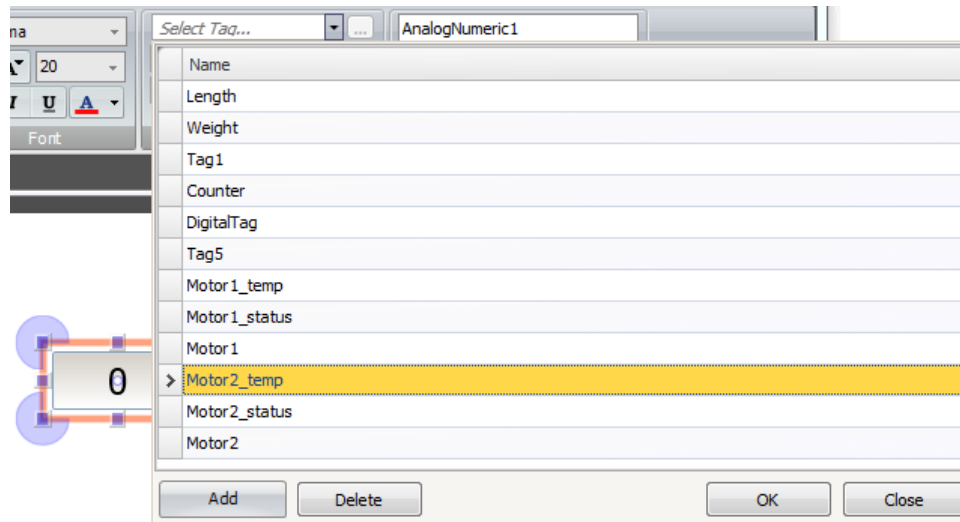 na Select Tag... ... AnalogNumeric1
A 20
I U A
Font
Name
Length
Weight
Tag1
Counter
DigitalTag
Tag5
Motor1_temp
Motor1_status
Motor1
0 Motor2_temp
Motor2_status
Motor2
Add Delete OK Close